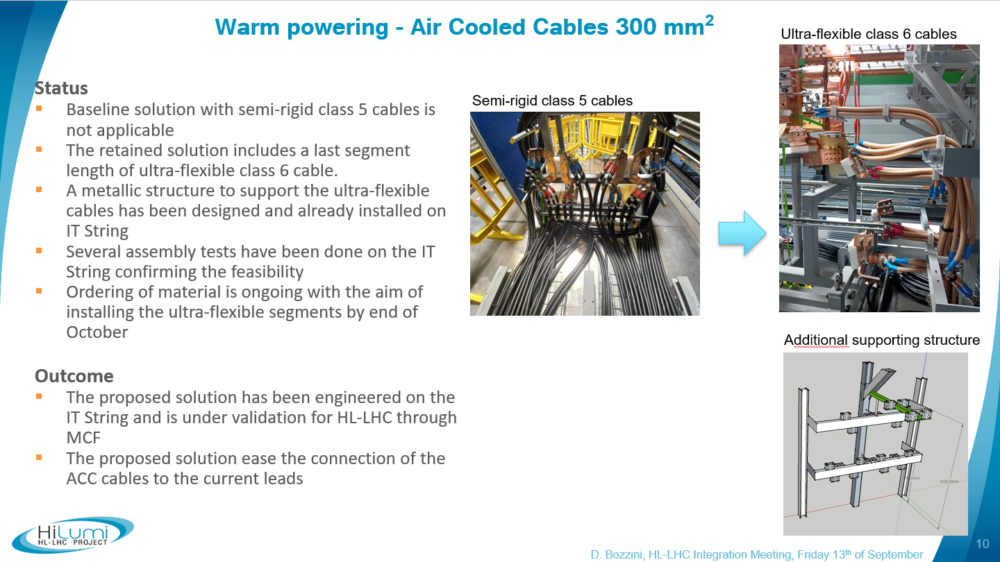 Warm powering - Air Cooled Cables 300 mm²
Ultra-flexible class 6 cables
Status
▪ Baseline solution with semi-rigid class 5 cables is
not applicable
▪ The retained solution includes a last segment
length of ultra-flexible class 6 cable.
▪ A metallic structure to support the ultra-flexible
cables has been designed and already installed on
IT String
▪ Several assembly tests have been done on the IT
String confirming the feasibility
▪ Ordering of material is ongoing with the aim of
installing the ultra-flexible segments by end of
October
Semi-rigid class 5 cables
Outcome
▪ The proposed solution has been engineered on the
IT String and is under validation for HL-LHC through
MCF
▪ The proposed solution ease the connection of the
ACC cables to the current leads
Additional supporting structure
1650,0mm
HiLumi
HL-LHC PROJECT
D. Bozzini, HL-LHC Integration Meeting, Friday 13th of September
10